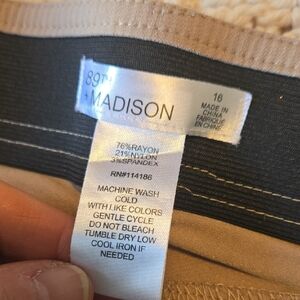 89TH
+ MADISON
16
MADE IN
CHINA
FABRIQUÉ
EN CHINE
76%RAYON
21%NYLON
3%SPANDEX
RN#114186
MACHINE WASH
COLD
WITH LIKE COLORS
GENTLE CYCLE
DO NOT BLEACH
TUMBLE DRY LOW
COOL IRON IF
NEEDED